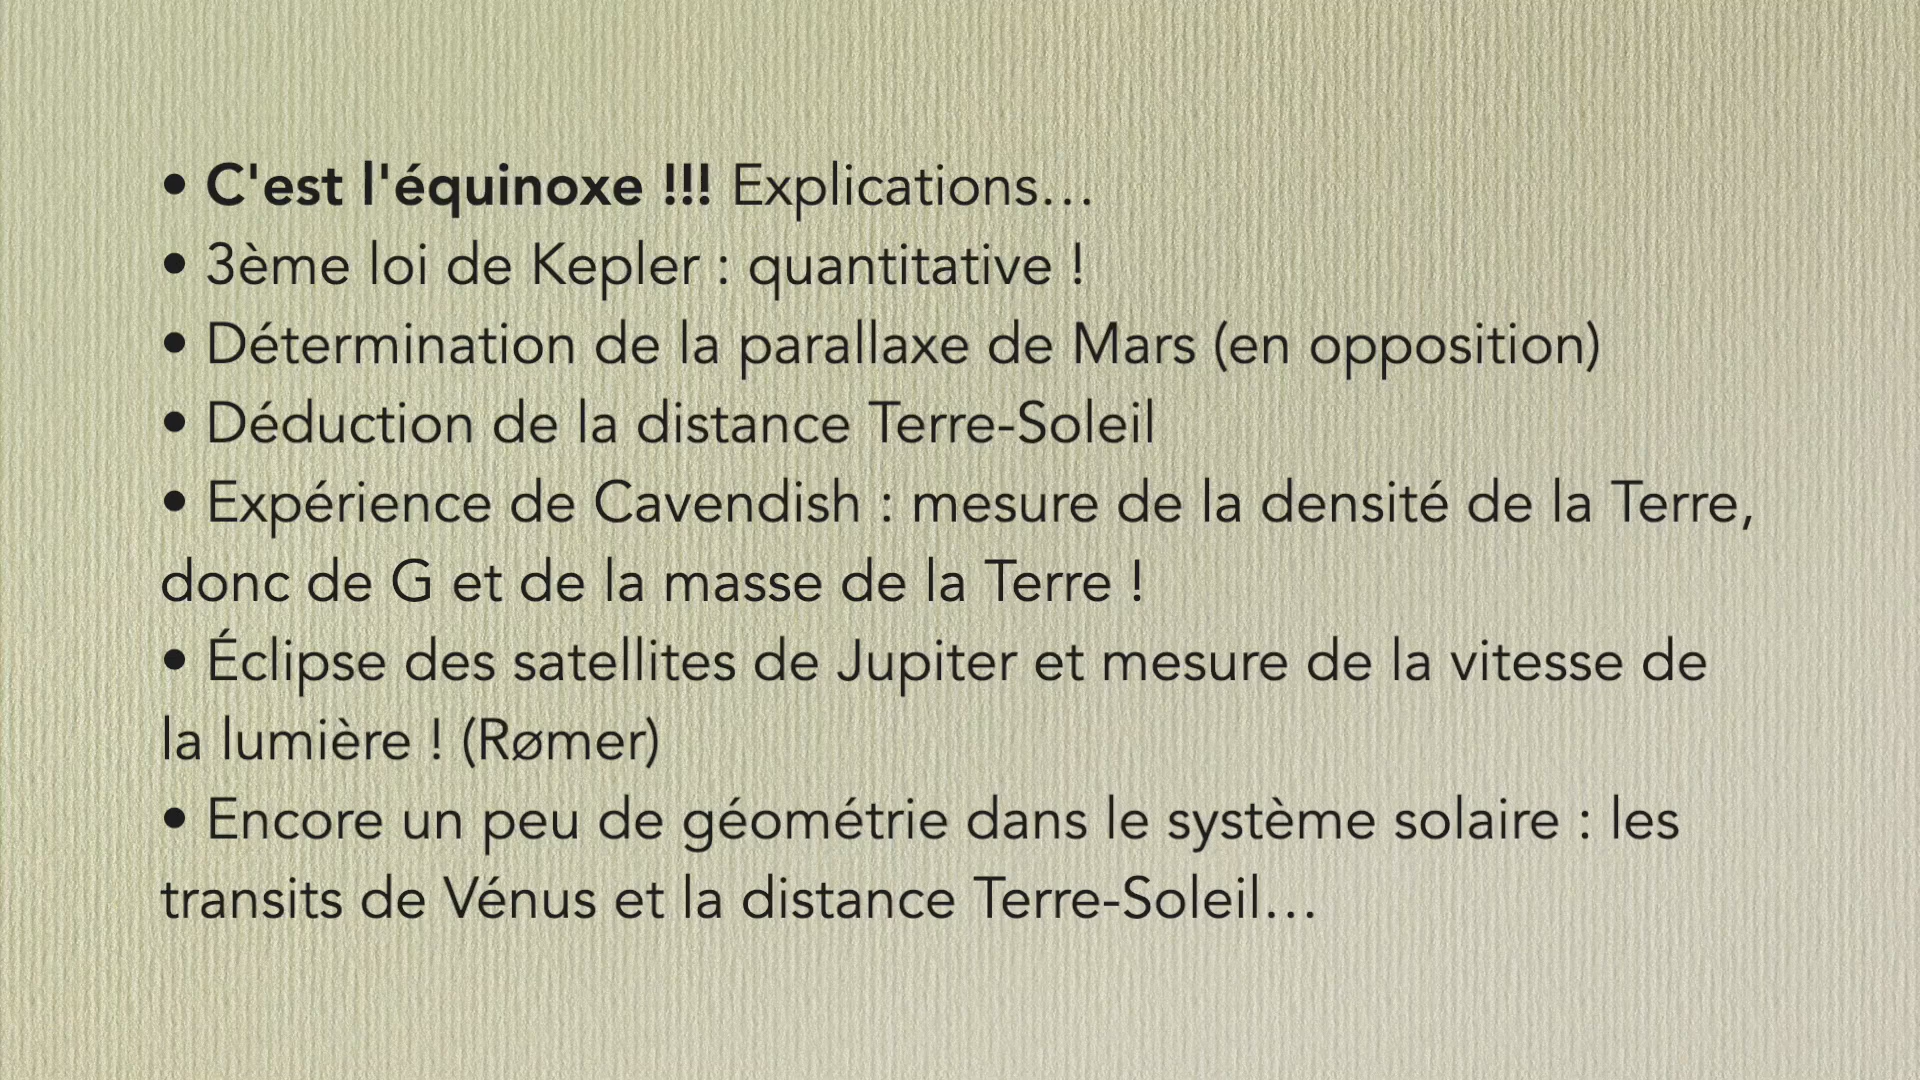 • C'est l'équinoxe !!! Explications…
• 3ème loi de Kepler : quantitative !
• Détermination de la parallaxe de Mars (en opposition)
• Déduction de la distance Terre-Soleil
• Expérience de Cavendish : mesure de la densité de la Terre,
donc de G et de la masse de la Terre !
• Éclipse des satellites de Jupiter et mesure de la vitesse de
la lumière ! (Rømer)
• Encore un peu de géométrie dans le système solaire : les
transits de Vénus et la distance Terre-Soleil…